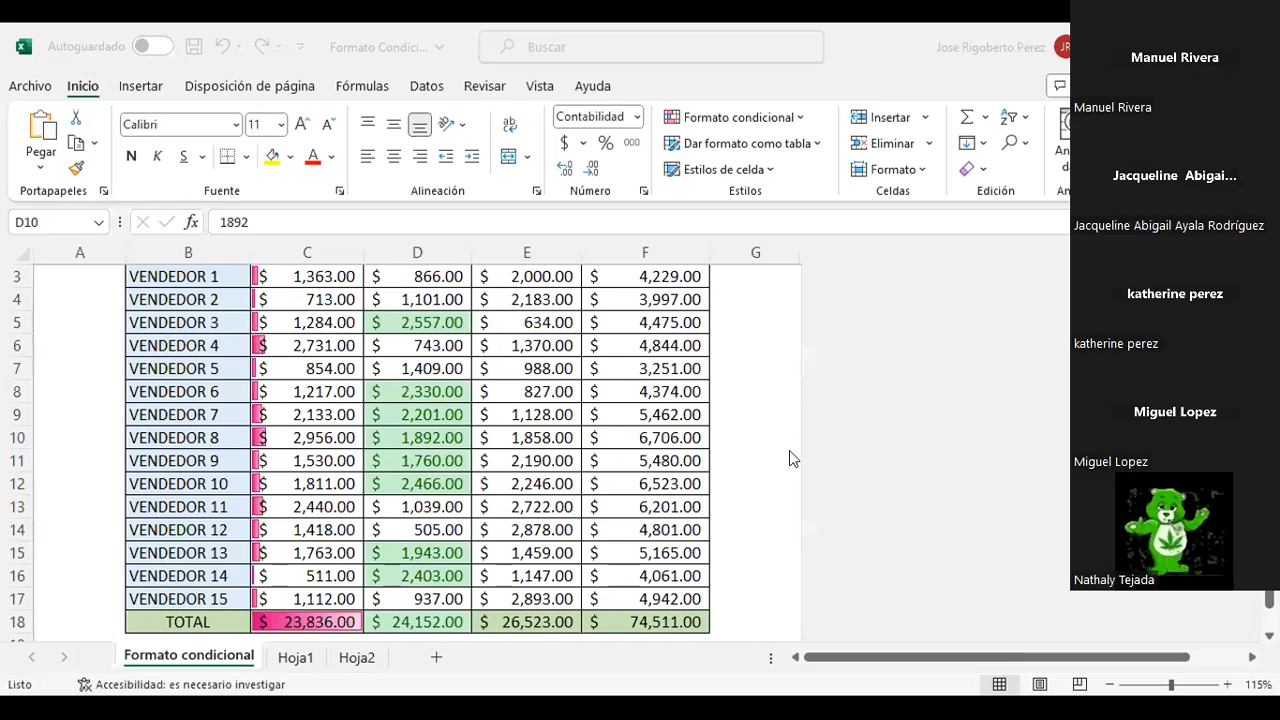 Autoguardado
Formato Condici...
Buscar
Jose Rigoberto Perez JR
Archivo Inicio Insertar Disposición de página Fórmulas Datos Revisar Vista Ayuda
Pegar
Calibri 11
N K S
Contabilidad
$ % 000
Formato condicional
Dar formato como tabla
Estilos de celda
Insertar
Eliminar
Formato
Portapapeles Fuente Alineación Número Estilos Celdas Edición
D10 fx 1892
A B C D E F G
3 VENDEDOR 1 $ 1,363.00 $ 866.00 $ 2,000.00 $ 4,229.00
4 VENDEDOR 2 $ 713.00 $ 1,101.00 $ 2,183.00 $ 3,997.00
5 VENDEDOR 3 $ 1,284.00 $ 2,557.00 $ 634.00 $ 4,475.00
6 VENDEDOR 4 $ 2,731.00 $ 743.00 $ 1,370.00 $ 4,844.00
7 VENDEDOR 5 $ 854.00 $ 1,409.00 $ 988.00 $ 3,251.00
8 VENDEDOR 6 $ 1,217.00 $ 2,330.00 $ 827.00 $ 4,374.00
9 VENDEDOR 7 $ 2,133.00 $ 2,201.00 $ 1,128.00 $ 5,462.00
10 VENDEDOR 8 $ 2,956.00 $ 1,892.00 $ 1,858.00 $ 6,706.00
11 VENDEDOR 9 $ 1,530.00 $ 1,760.00 $ 2,190.00 $ 5,480.00
12 VENDEDOR 10 $ 1,811.00 $ 2,466.00 $ 2,246.00 $ 6,523.00
13 VENDEDOR 11 $ 2,440.00 $ 1,039.00 $ 2,722.00 $ 6,201.00
14 VENDEDOR 12 $ 1,418.00 $ 505.00 $ 2,878.00 $ 4,801.00
15 VENDEDOR 13 $ 1,763.00 $ 1,943.00 $ 1,459.00 $ 5,165.00
16 VENDEDOR 14 $ 511.00 $ 2,403.00 $ 1,147.00 $ 4,061.00
17 VENDEDOR 15 $ 1,112.00 $ 937.00 $ 2,893.00 $ 4,942.00
18 TOTAL $ 23,836.00 $ 24,152.00 $ 26,523.00 $ 74,511.00
Formato condicional Hoja1 Hoja2
Listo Accesibilidad: es necesario investigar 115%
Manuel Rivera
Manuel Rivera
Jacqueline Abigai...
Jacqueline Abigail Ayala Rodríguez
katherine perez
katherine perez
Miguel Lopez
Miguel Lopez
Nathaly Tejada